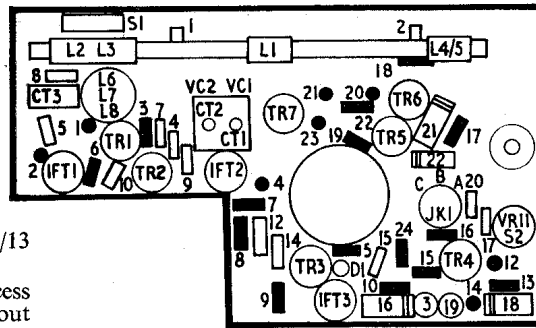 S1
1
2
L2 L3
L1
L4/5
18
8
CT3
L6
L7
L8
VC2 VC1
CT2
CT1
21
20
TR6
TR7
5
1
3
7
4
TR1
23
19
22
TR5
21
17
2
IFT1
6
10
TR2
9
IFT2
22
4
C
B
A
20
JK1
VR11
S2
7
8
12
14
5
15
24
16
17
/13
TR3
D1
15
TR4
12
cess
out
9
IFT3
10
16
3
19
14
13
18